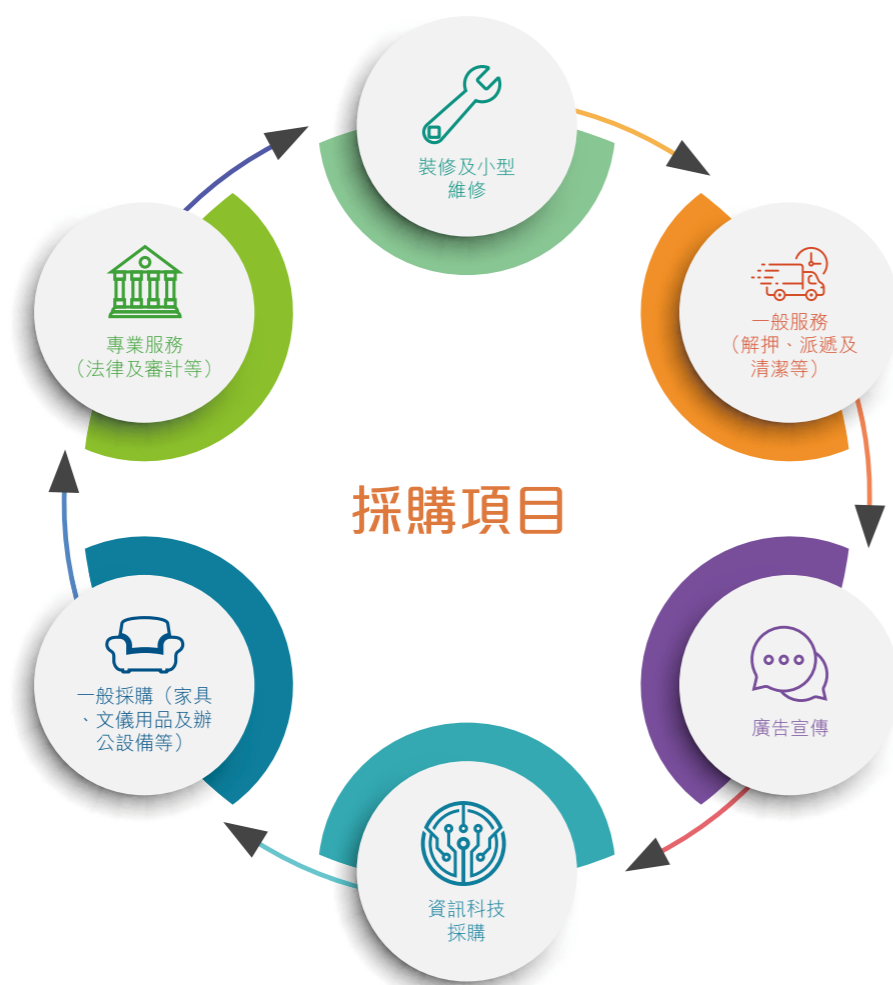 裝修及小型
維修
一般服務
（解押、派遞及
清潔等）
廣告宣傳
資訊科技
採購
一般採購（家具
、文儀用品及辦
公設備等）
專業服務
（法律及審計等）
採購項目